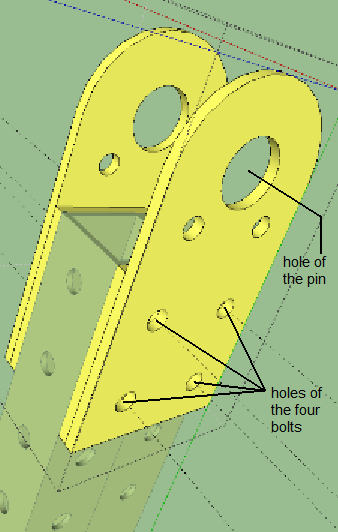 hole of
the pin
holes of
the four
bolts